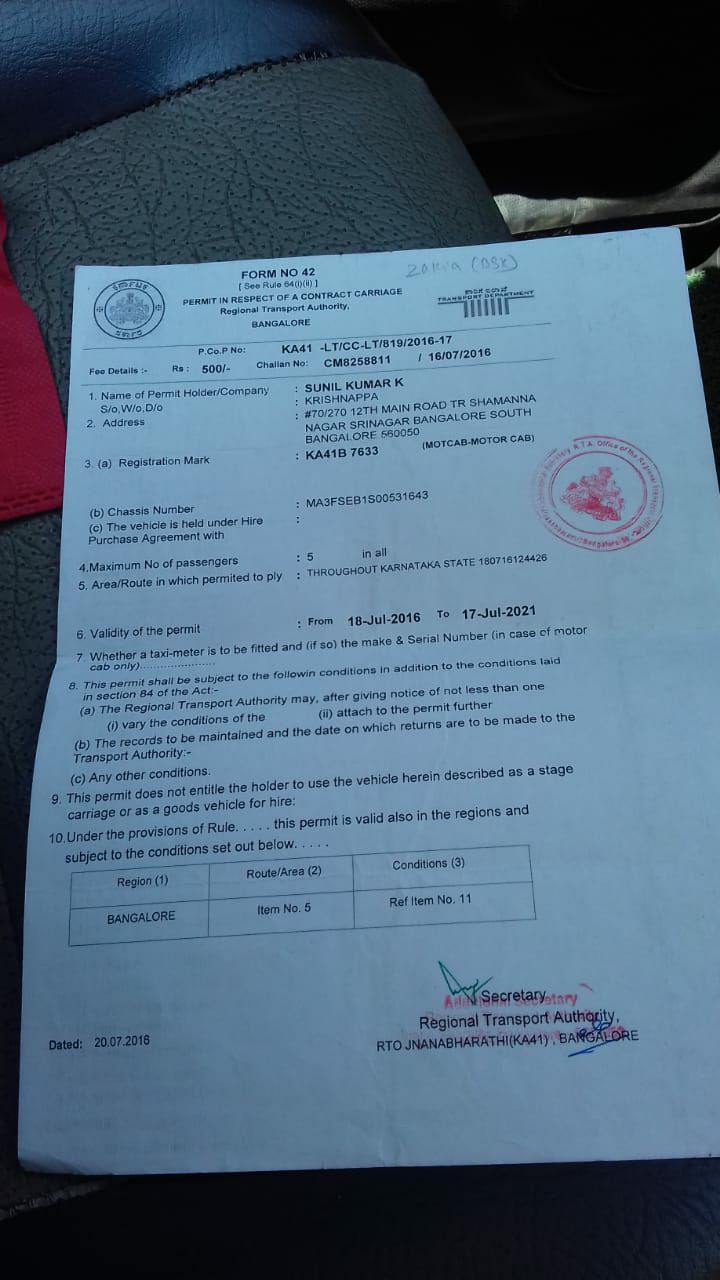 FORM NO 42
[ See Rule 64(i)(ii) ]
PERMIT IN RESPECT OF A CONTRACT CARRIAGE
Regional Transport Authority,
BANGALORE
TRANSPORT DEPARTMENT
P.Co.P No: KA41 -LT/CC-LT/819/2016-17
Fee Details :- Rs : 500/- Challan No: CM8258811 / 16/07/2016
1. Name of Permit Holder/Company : SUNIL KUMAR K
S/o,W/o,D/o : KRISHNAPPA
2. Address : #70/270 12TH MAIN ROAD TR SHAMANNA
NAGAR SRINAGAR BANGALORE SOUTH
BANGALORE 560050
3. (a) Registration Mark : KA41B 7633 (MOTCAB-MOTOR CAB)
(b) Chassis Number : MA3FSEB1S00531643
(c) The vehicle is held under Hire :
Purchase Agreement with
4.Maximum No of passengers : 5 in all
5. Area/Route in which permitted to ply : THROUGHOUT KARNATAKA STATE 180716124426
6. Validity of the permit : From 18-Jul-2016 To 17-Jul-2021
7. Whether a taxi-meter is to be fitted and (if so) the make & Serial Number (in case of motor
cab only)......................
8. This permit shall be subject to the followin conditions in addition to the conditions laid
in section 84 of the Act:-
(a) The Regional Transport Authority may, after giving notice of not less than one
(i) vary the conditions of the (ii) attach to the permit further
(b) The records to be maintained and the date on which returns are to be made to the
Transport Authority:-
(c) Any other conditions.
9. This permit does not entitle the holder to use the vehicle herein described as a stage
carriage or as a goods vehicle for hire:
10.Under the provisions of Rule. . . . . this permit is valid also in the regions and
subject to the conditions set out below. . . . .
Region (1) Route/Area (2) Conditions (3)
BANGALORE Item No. 5 Ref Item No. 11
Secretary
Additional Secretary
Regional Transport Authority,
Dated: 20.07.2016
RTO JNANABHARATHI(KA41) , BANGALORE